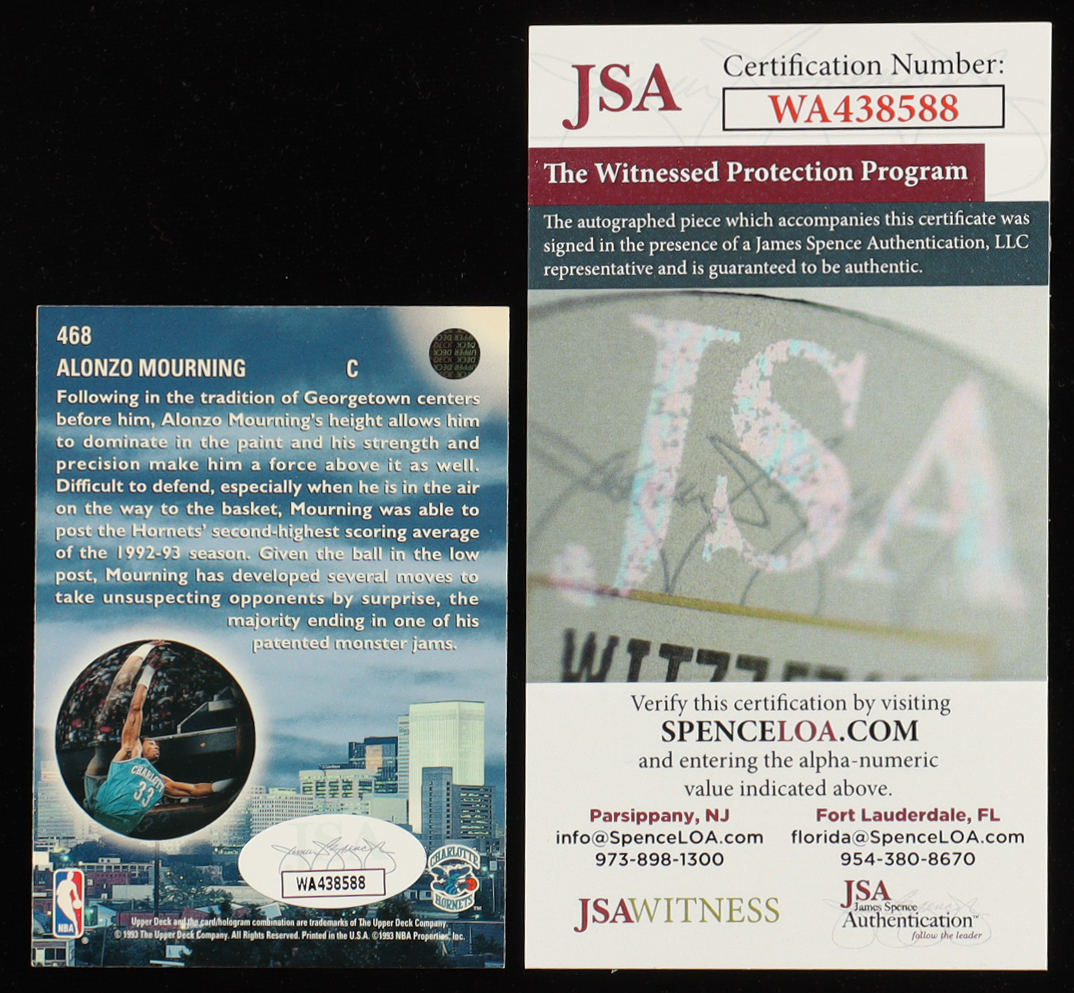 468
ALONZO MOURNING C
Following in the tradition of Georgetown centers
before him, Alonzo Mourning's height allows him
to dominate in the paint and his strength and
precision make him a force above it as well.
Difficult to defend, especially when he is in the air
on the way to the basket, Mourning was able to
post the Hornets' second-highest scoring average
of the 1992-93 season. Given the ball in the low
post, Mourning has developed several moves to
take unsuspecting opponents by surprise, the
majority ending in one of his
patented monster jams.
CHARLOTTE
33
WA438588
CHARLOTTE
HORNETS
TM
NBA
®
Upper Deck and the card/hologram combination are trademarks of The Upper Deck Company.
© 1993 The Upper Deck Company. All Rights Reserved. Printed in the U.S.A. ©1993 NBA Properties, Inc.
JSA
Certification Number:
WA438588
The Witnessed Protection Program
The autographed piece which accompanies this certificate was
signed in the presence of a James Spence Authentication, LLC
representative and is guaranteed to be authentic.
JSA
Verify this certification by visiting
SPENCELOA.COM
and entering the alpha-numeric
value indicated above.
Parsippany, NJ
info@SpenceLOA.com
973-898-1300
Fort Lauderdale, FL
florida@SpenceLOA.com
954-380-8670
JSAWITNESS
JSA
James Spence
Authentication™
follow the leader